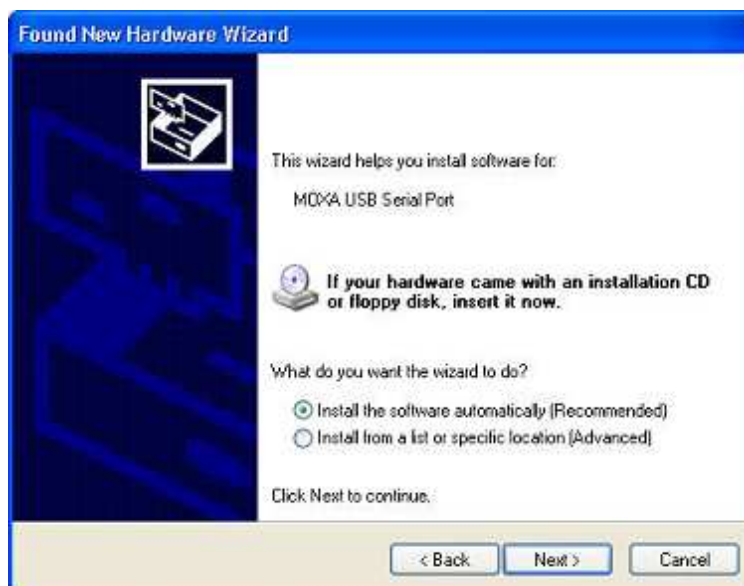 Found New Hardware Wizard
This wizard helps you install software for:
MOXA USB Serial Port
If your hardware came with an installation CD
or floppy disk, insert it now.
What do you want the wizard to do?
Install the software automatically (Recommended)
Install from a list or specific location (Advanced)
Click Next to continue.
< Back
Next >
Cancel